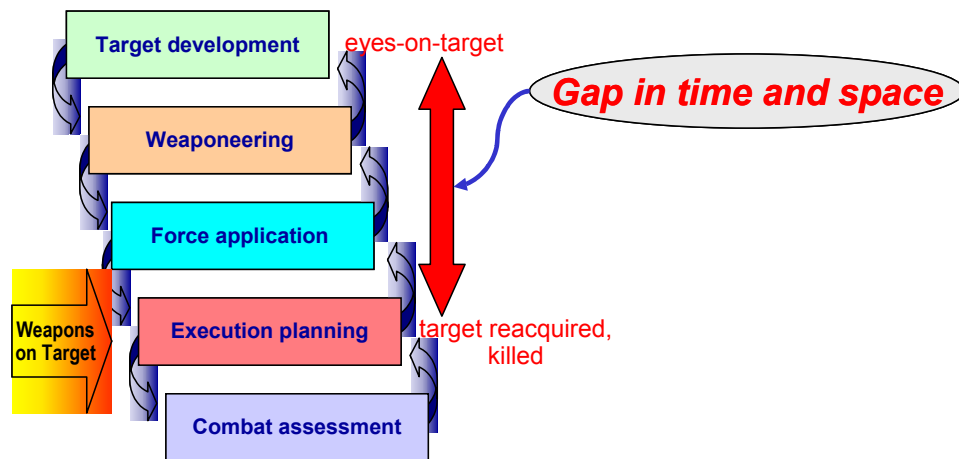 Target development
eyes-on-target
Gap in time and space
Weaponeering
Force application
Weapons
on Target
Execution planning
target reacquired,
killed
Combat assessment